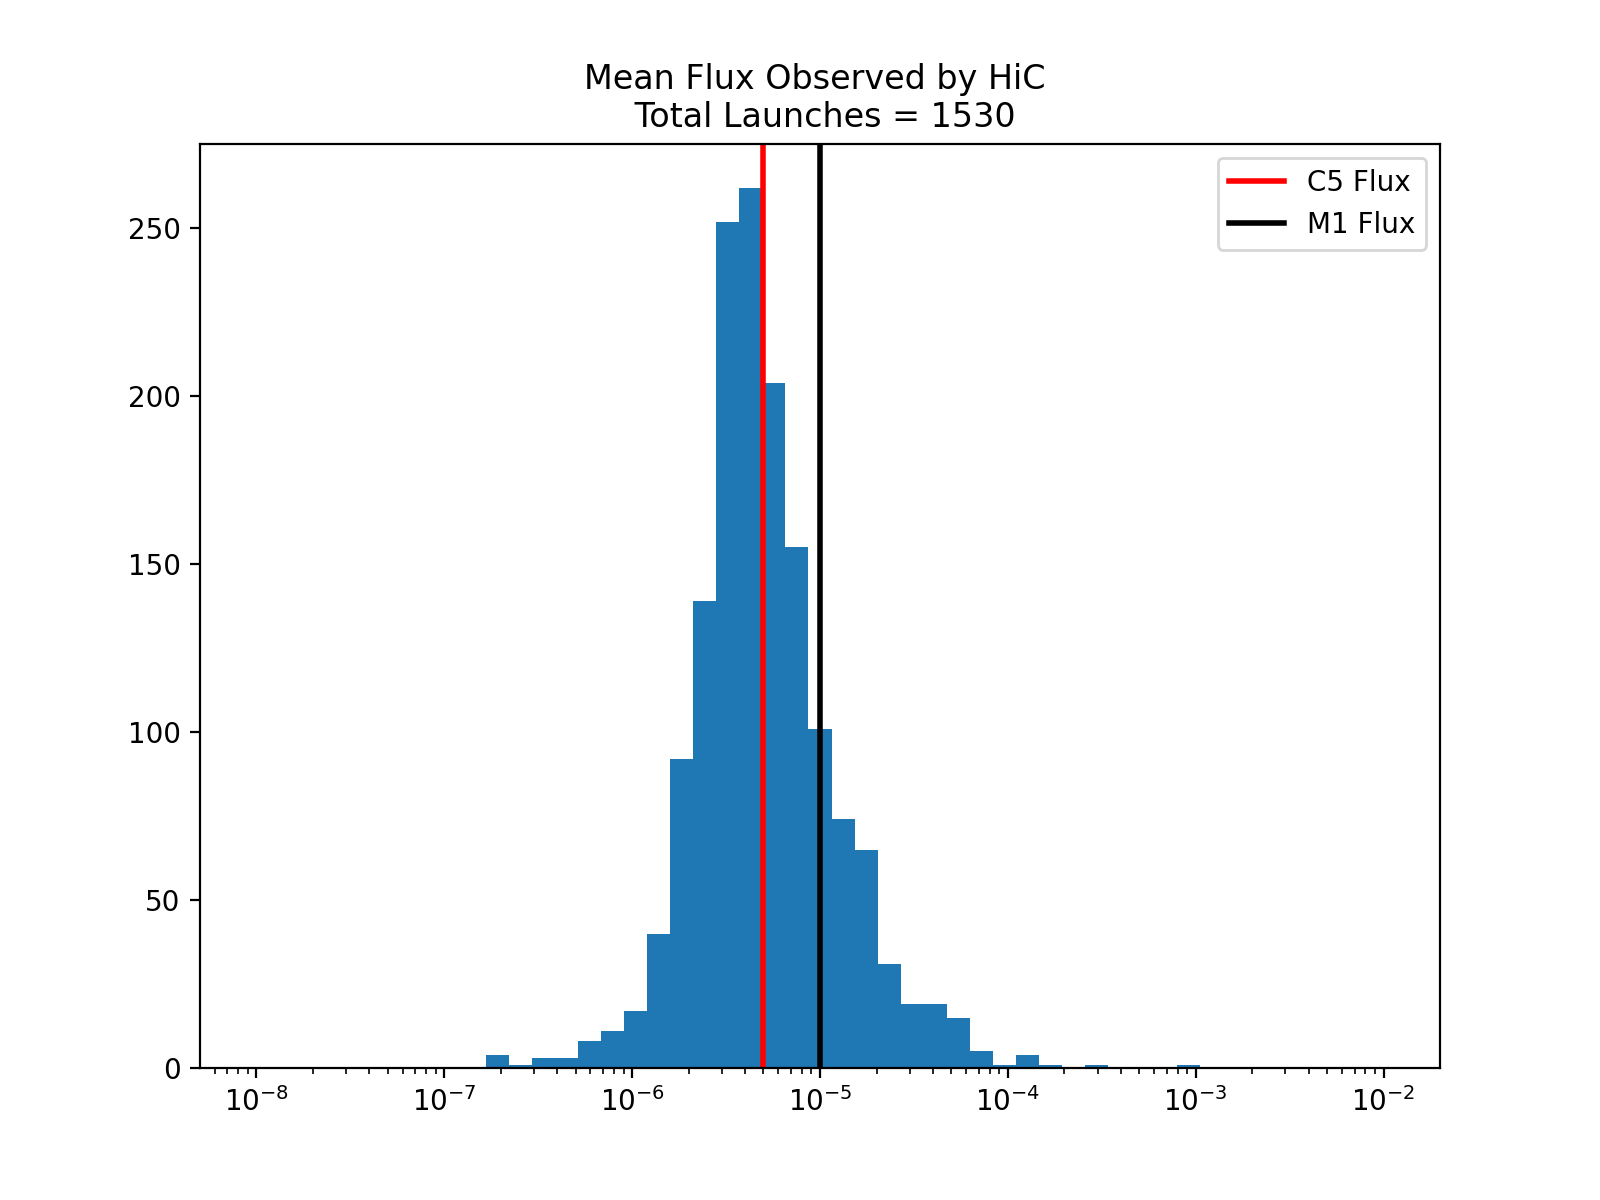 Mean Flux Observed by HiC
Total Launches = 1530
C5 Flux
M1 Flux
250
200
150
100
50
0
10⁻⁸ 10⁻⁷ 10⁻⁶ 10⁻⁵ 10⁻⁴ 10⁻³ 10⁻²